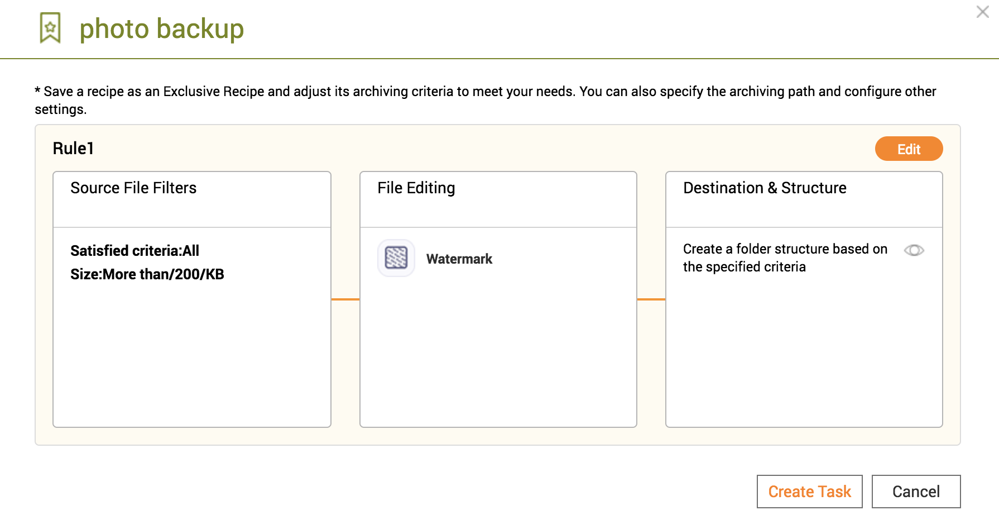 photo backup
* Save a recipe as an Exclusive Recipe and adjust its archiving criteria to meet your needs. You can also specify the archiving path and configure other
settings.
Rule1
Edit
Source File Filters
Satisfied criteria:All
Size:More than/200/KB
File Editing
Watermark
Destination & Structure
Create a folder structure based on
the specified criteria
Create Task
Cancel